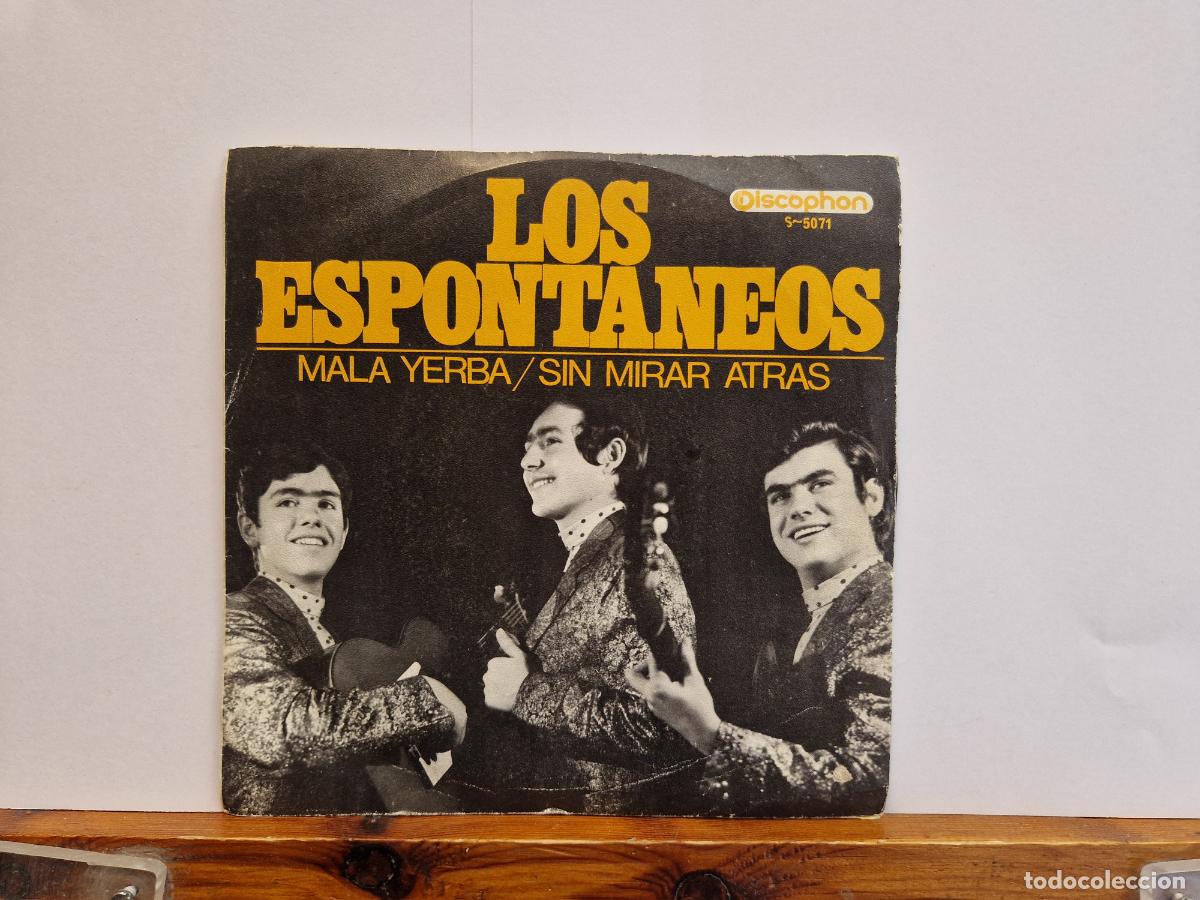 LOS
Discophon
S~5071
ESPONTANEOS
MALA YERBA/SIN MIRAR ATRAS
todocoleccion